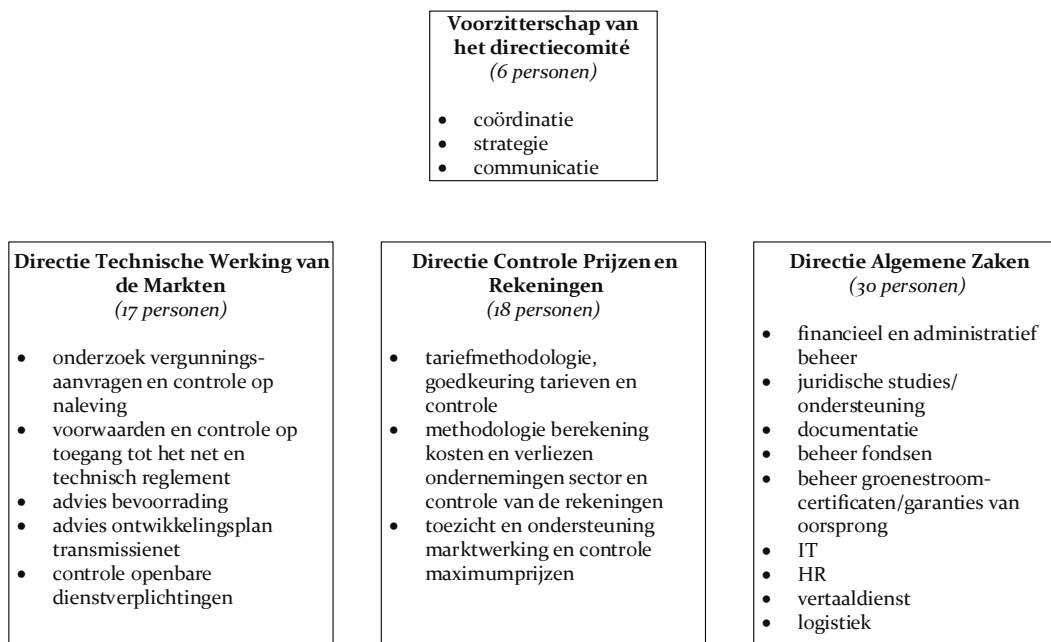 Voorzitterschap van
het directiecomité
(6 personen)
• coördinatie
• strategie
• communicatie
Directie Technische Werking van
de Markten
(17 personen)
• onderzoek vergunnings-
aanvragen en controle op
naleving
• voorwaarden en controle op
toegang tot het net en
technisch reglement
• advies bevoorrading
• advies ontwikkelingsplan
transmissienet
• controle openbare
dienstverplichtingen
Directie Controle Prijzen en
Rekeningen
(18 personen)
• tariefmethodologie,
goedkeuring tarieven en
controle
• methodologie berekening
kosten en verliezen
ondernemingen sector en
controle van de rekeningen
• toezicht en ondersteuning
marktwerking en controle
maximumprijzen
Directie Algemene Zaken
(30 personen)
• financieel en administratief
beheer
• juridische studies/
ondersteuning
• documentatie
• beheer fondsen
• beheer groenestroom-
certificaten/garanties van
oorsprong
• IT
• HR
• vertaaldienst
• logistiek